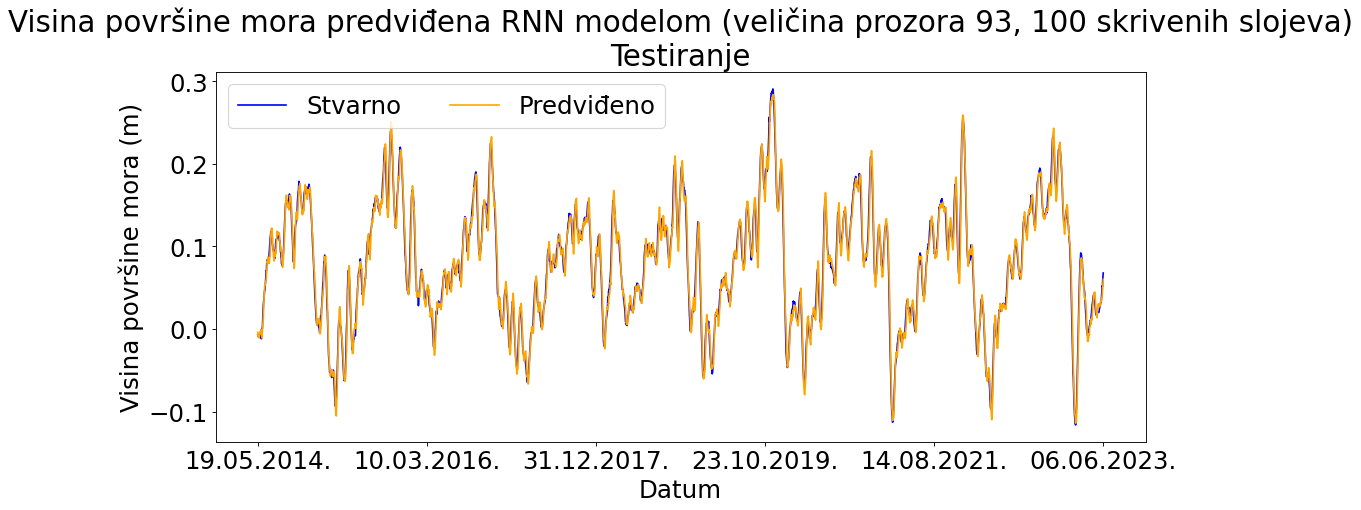 Visina površine mora predviđena RNN modelom (veličina prozora 93, 100 skrivenih slojeva)
Testiranje
Stvarno
Predviđeno
Visina površine mora (m)
0.3
0.2
0.1
0.0
−0.1
19.05.2014.
10.03.2016.
31.12.2017.
23.10.2019.
14.08.2021.
06.06.2023.
Datum